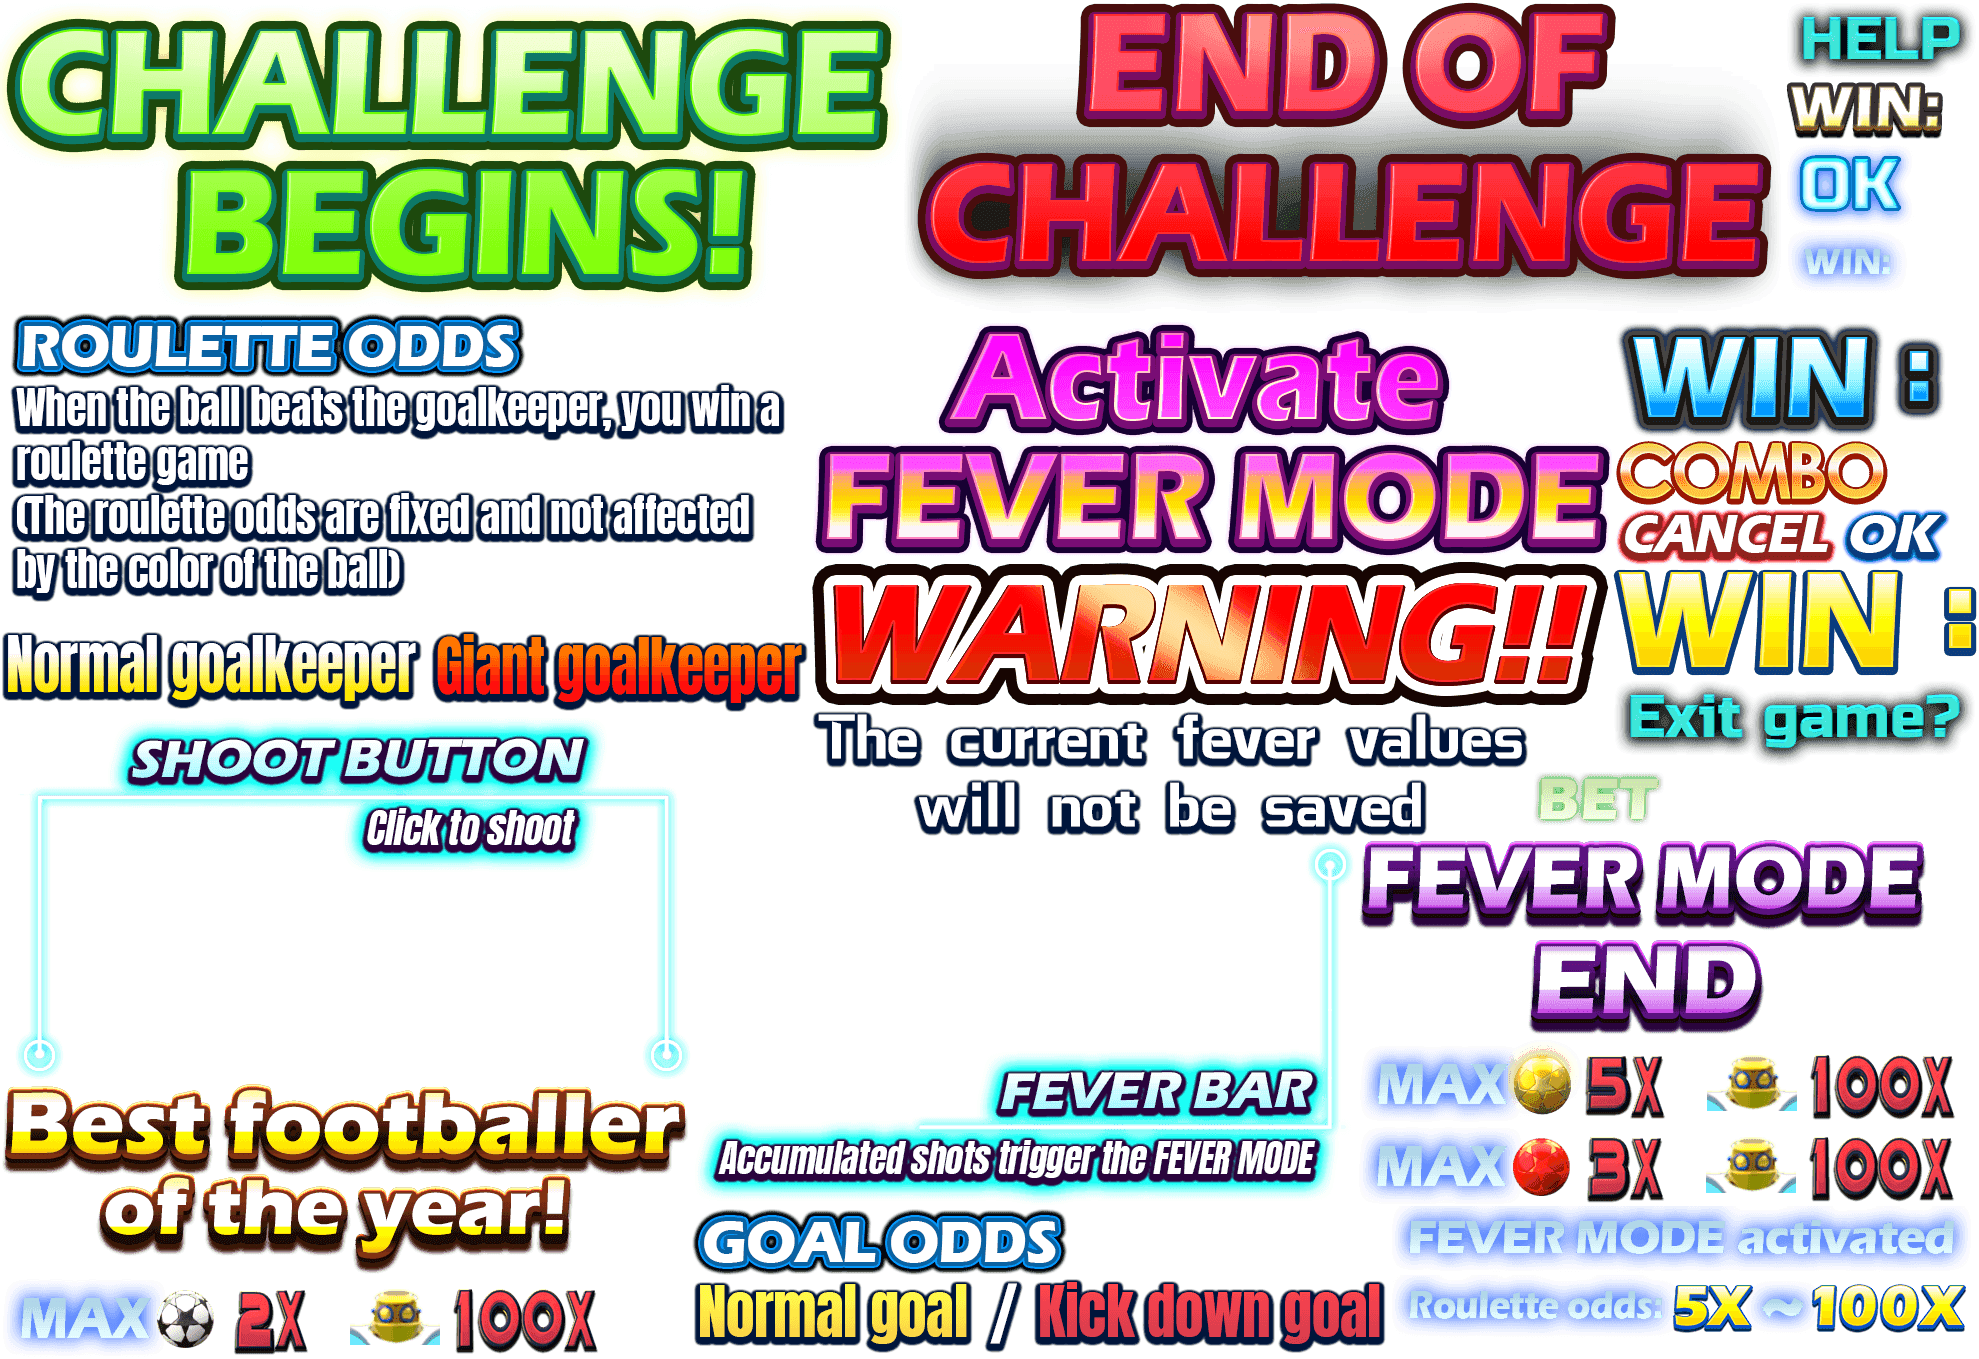 CHALLENGE
BEGINS!
END OF
CHALLENGE
HELP
WIN:
OK
WIN:
ROULETTE ODDS
When the ball beats the goalkeeper, you win a
roulette game
(The roulette odds are fixed and not affected
by the color of the ball)
Normal goalkeeper
Giant goalkeeper
Activate
FEVER MODE
WARNING!!
The current fever values
will not be saved
WIN :
COMBO
CANCEL
OK
WIN :
Exit game?
BET
SHOOT BUTTON
Click to shoot
FEVER MODE
END
FEVER BAR
Accumulated shots trigger the FEVER MODE
Best footballer
of the year!
MAX 2X 100X
GOAL ODDS
Normal goal / Kick down goal
MAX 5X 100X
MAX 3X 100X
FEVER MODE activated
Roulette odds: 5X ~ 100X